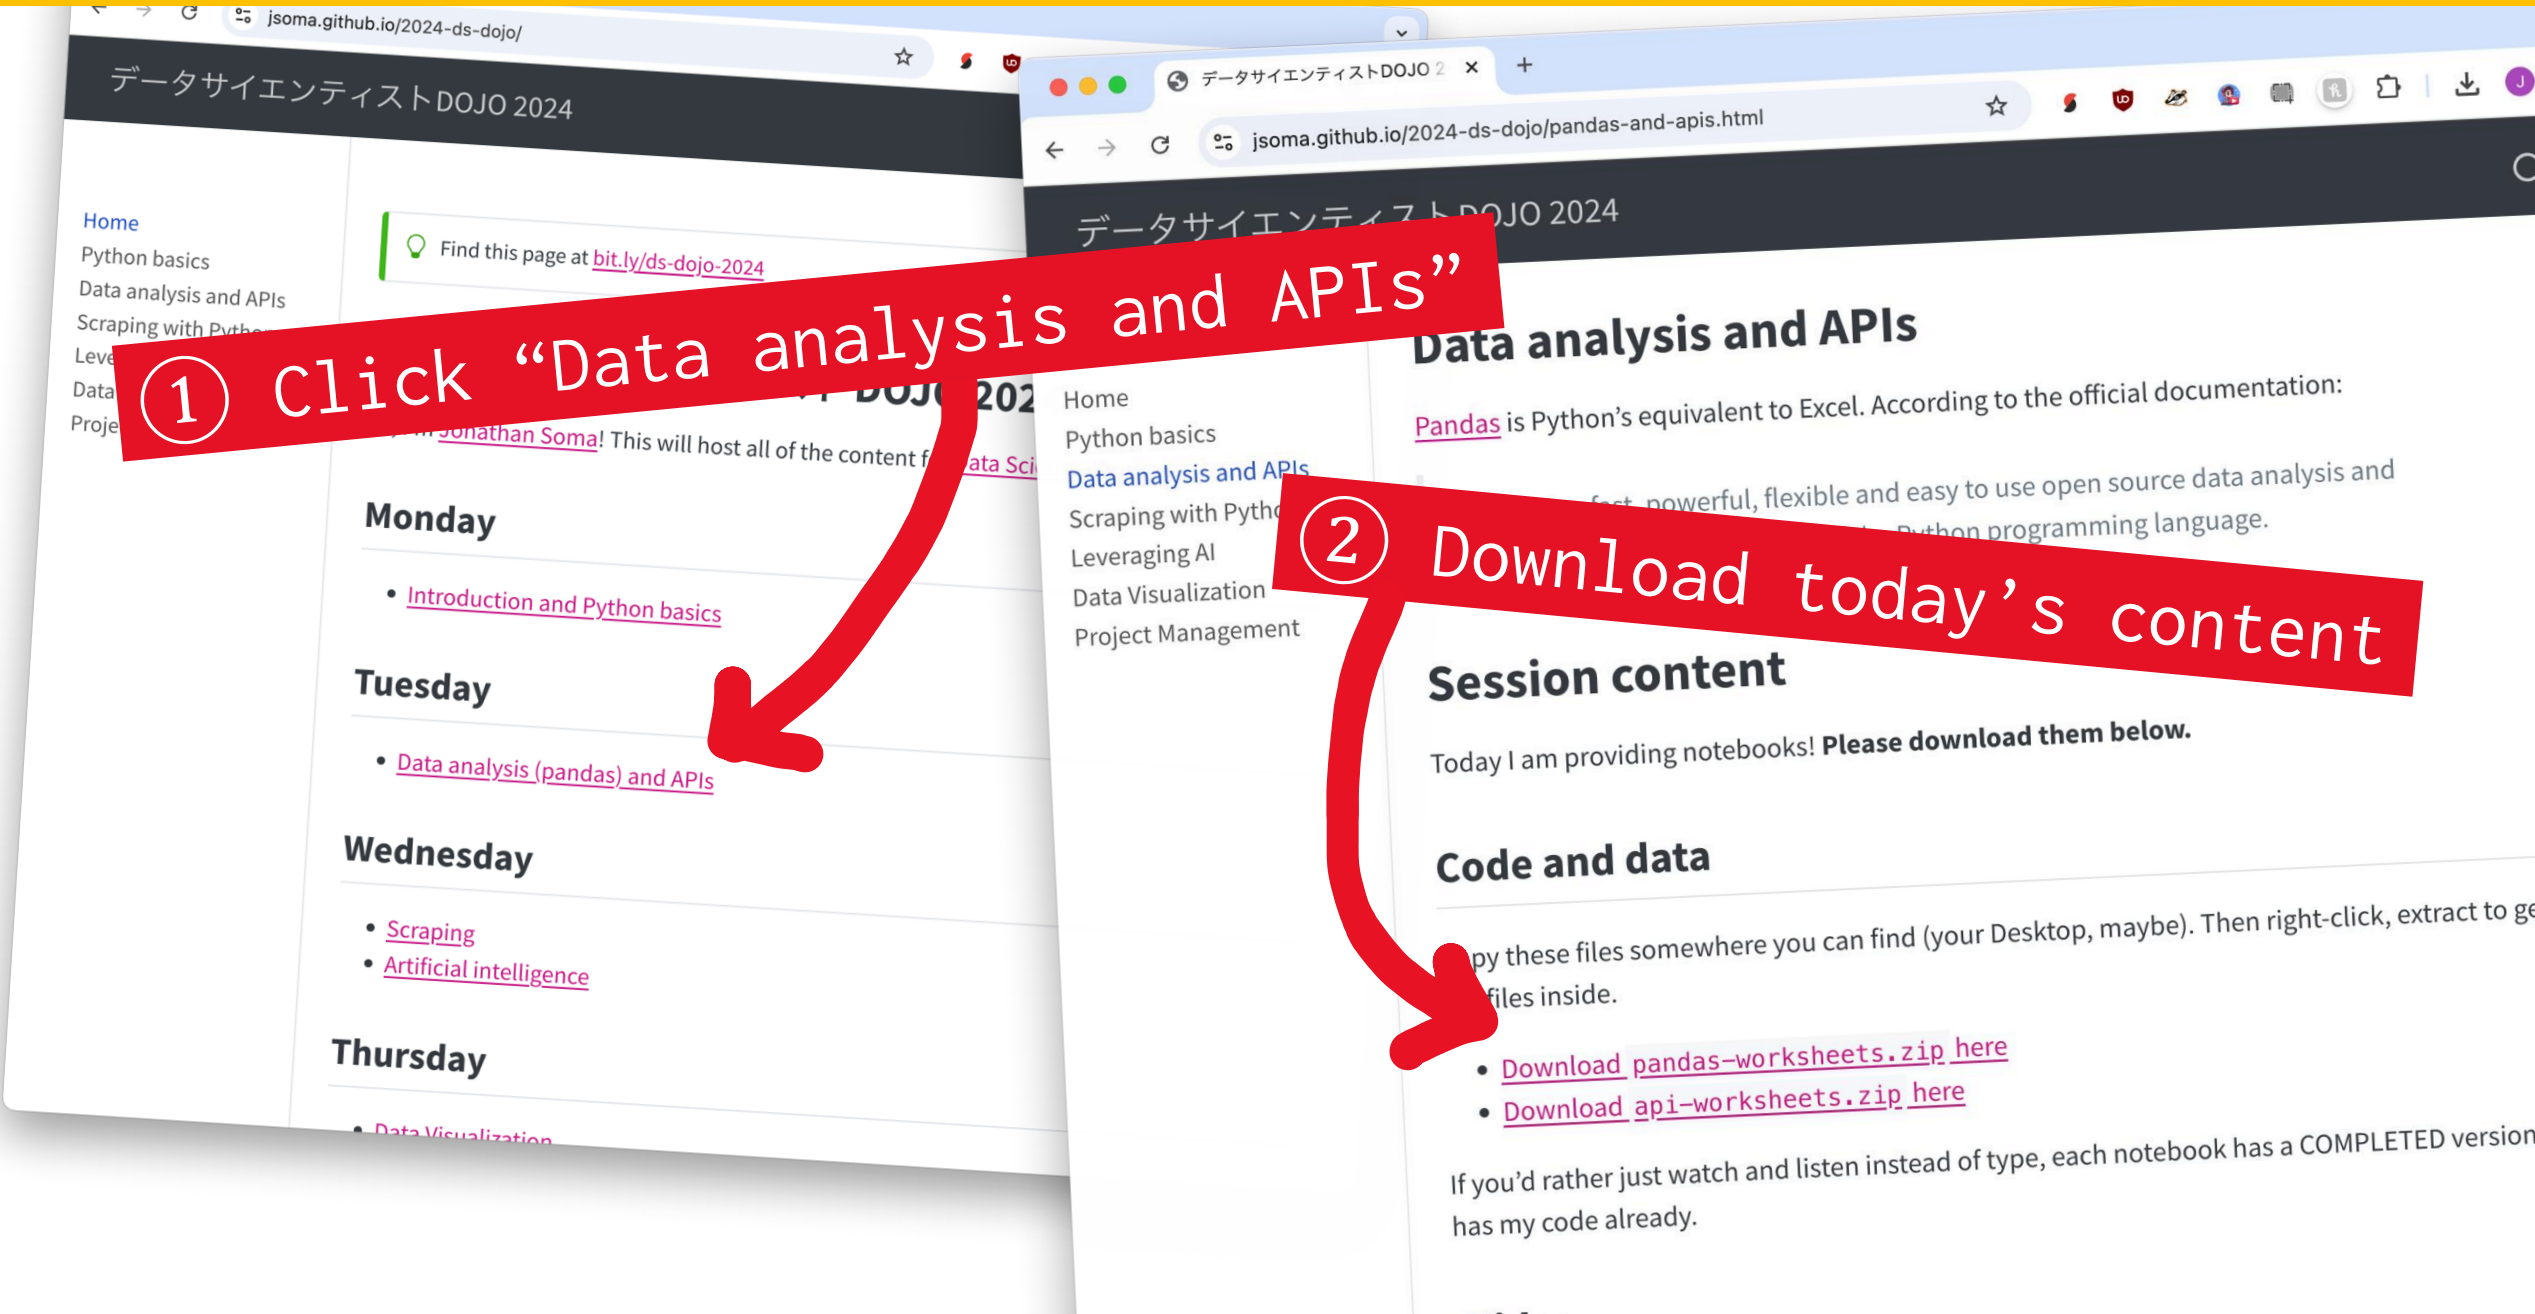 jsoma.github.io/2024-ds-dojo/
データサイエンティストDOJO 2024
Home
Python basics
Data analysis and APIs
Scraping with
Data
Find this page at bit.ly/ds-dojo-2024
① Click “Data analysis and APIs”
DOJO 202
Jonathan Soma! This will host all of the content
Monday
Introduction and Python basics
Tuesday
Data analysis (pandas) and APIs
Wednesday
Scraping
Artificial intelligence
Thursday
Data Visualization
データサイエンティストDOJO 2
jsoma.github.io/2024-ds-dojo/pandas-and-apis.html
J
データサイエンティストDOJO 2024
Home
Python basics
Data analysis and APIs
Scraping with
Leveraging AI
Data Visualization
Project Management
Data analysis and APIs
Pandas is Python’s equivalent to Excel. According to the official documentation:
fast, powerful, flexible and easy to use open source data analysis and
Python programming language.
② Download today’s content
Session content
Today I am providing notebooks! Please download them below.
Code and data
these files somewhere you can find (your Desktop, maybe). Then right-click, extract to
files inside.
Download pandas-worksheets.zip here
Download api-worksheets.zip here
If you’d rather just watch and listen instead of type, each notebook has a COMPLETED version
has my code already.